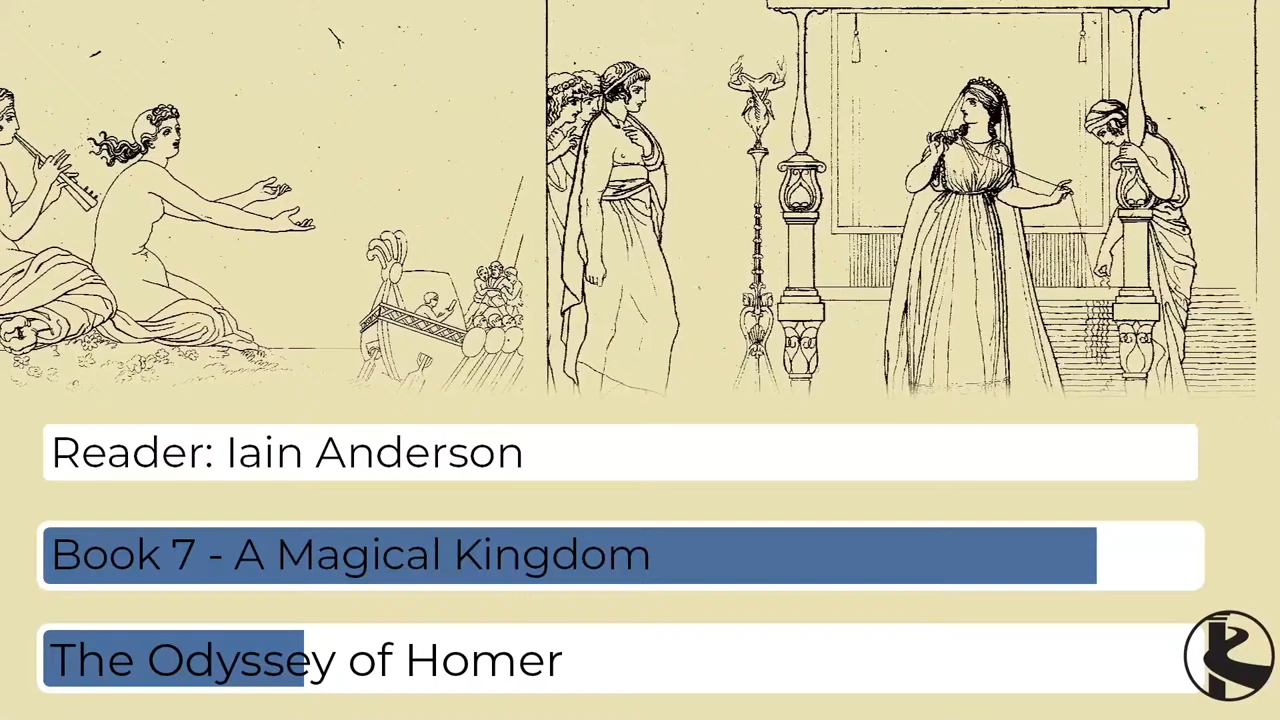 Reader: Iain Anderson
Book 7 - A Magical Kingdom
The Odyssey of Homer